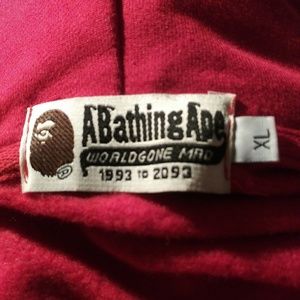 ABathingApe
WORLDGONE MAD
1993 TO 2093
XL